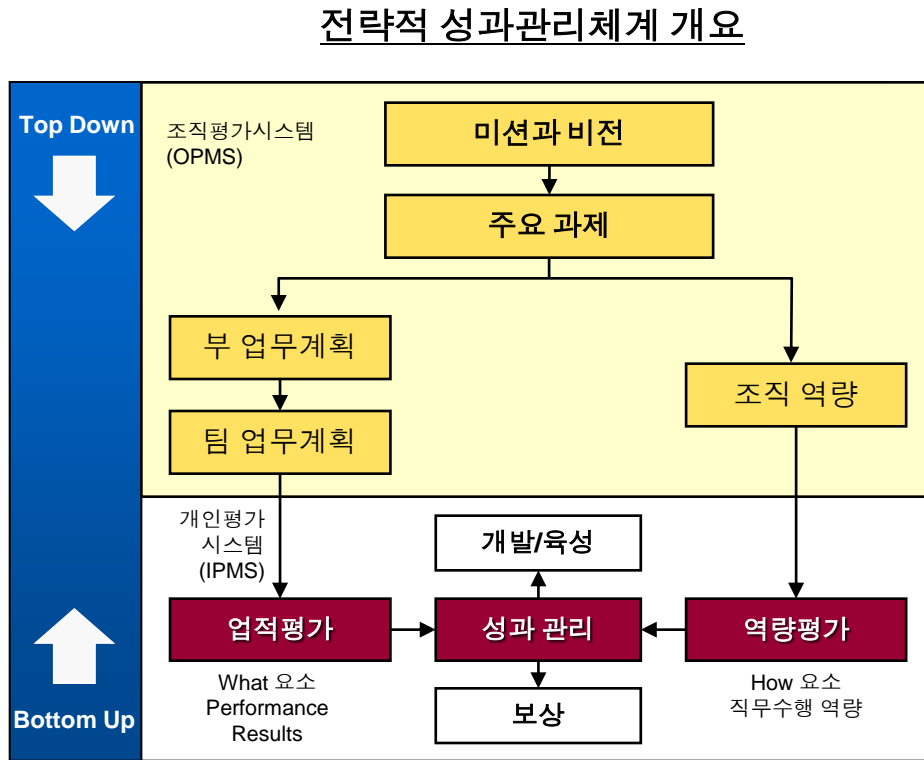 전략적 성과관리체계 개요
Top Down
조직평가시스템
(OPMS)
미션과 비전
주요 과제
부 업무계획
조직 역량
팀 업무계획
개인평가
시스템
(IPMS)
개발/육성
업적평가
성과 관리
역량평가
What 요소
Performance
Results
보상
How 요소
직무수행 역량
Bottom Up